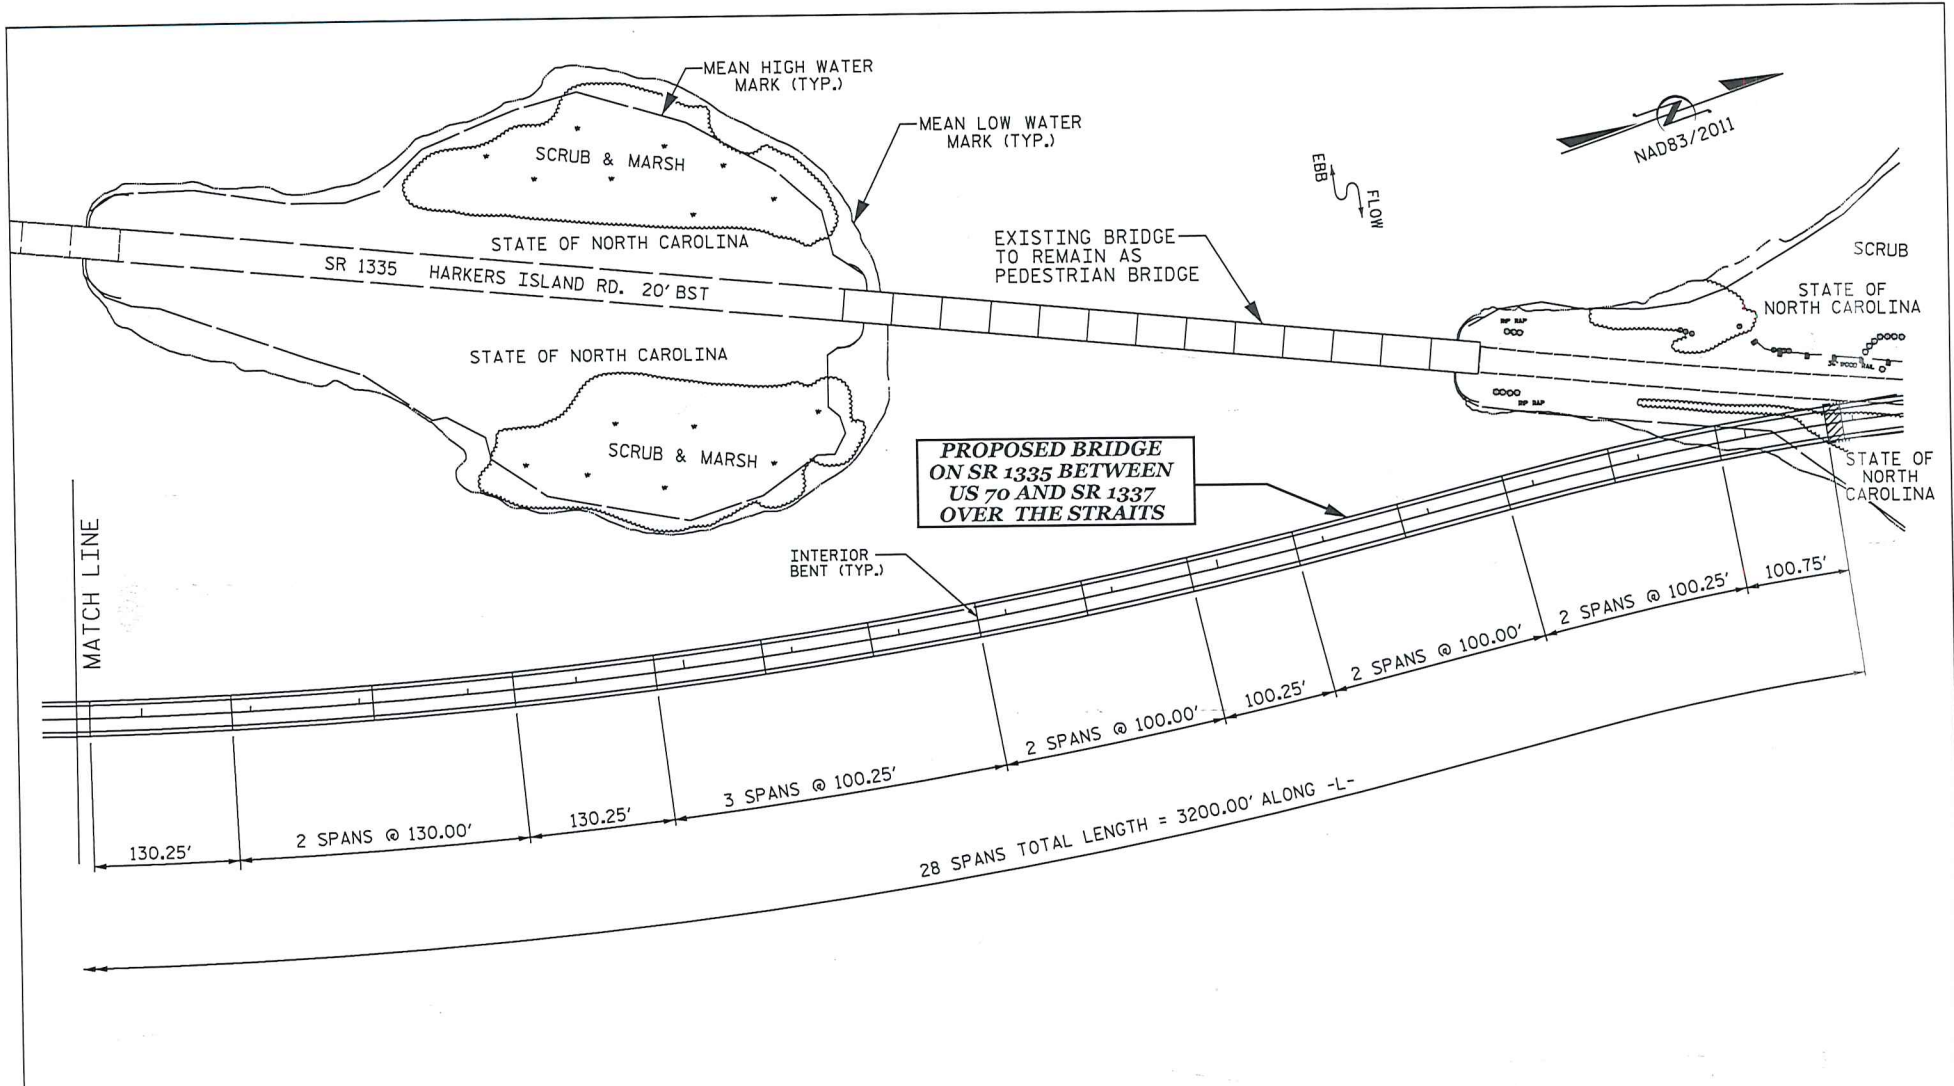 MEAN HIGH WATER
MARK (TYP.)
MEAN LOW WATER
MARK (TYP.)
NAD83/2011
EBB
FLOW
SCRUB & MARSH
STATE OF NORTH CAROLINA
SR 1335 HARKERS ISLAND RD. 20' BST
STATE OF NORTH CAROLINA
SCRUB & MARSH
EXISTING BRIDGE
TO REMAIN AS
PEDESTRIAN BRIDGE
SCRUB
STATE OF
NORTH CAROLINA
RIP RAP
RIP RAP
STATE OF
NORTH
CAROLINA
PROPOSED BRIDGE
ON SR 1335 BETWEEN
US 70 AND SR 1337
OVER THE STRAITS
INTERIOR
BENT (TYP.)
MATCH LINE
130.25'
2 SPANS @ 130.00'
130.25'
3 SPANS @ 100.25'
2 SPANS @ 100.00'
100.25'
2 SPANS @ 100.00'
2 SPANS @ 100.25'
100.75'
28 SPANS TOTAL LENGTH = 3200.00' ALONG -L-